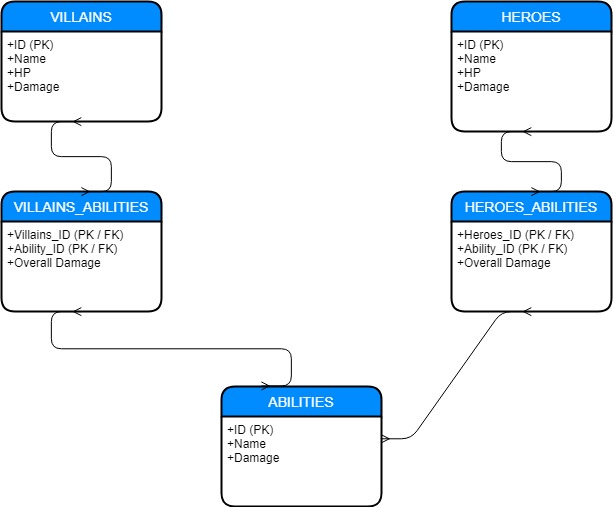 VILLAINS
+ID (PK)
+Name
+HP
+Damage
HEROES
+ID (PK)
+Name
+HP
+Damage
VILLAINS_ABILITIES
+Villains_ID (PK / FK)
+Ability_ID (PK / FK)
+Overall Damage
HEROES_ABILITIES
+Heroes_ID (PK / FK)
+Ability_ID (PK / FK)
+Overall Damage
ABILITIES
+ID (PK)
+Name
+Damage